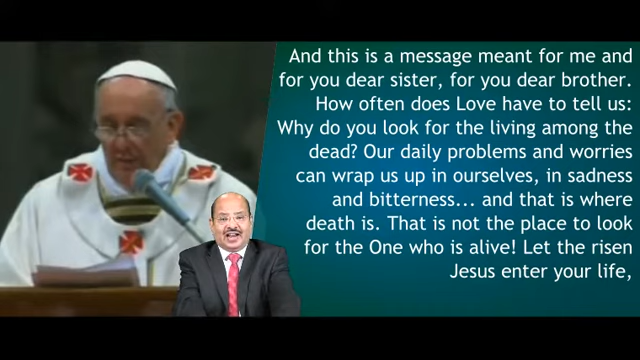 And this is a message meant for me and
for you dear sister, for you dear brother.
How often does Love have to tell us:
Why do you look for the living among the
dead? Our daily problems and worries
can wrap us up in ourselves, in sadness
and bitterness... and that is where
death is. That is not the place to look
for the One who is alive! Let the risen
Jesus enter your life,